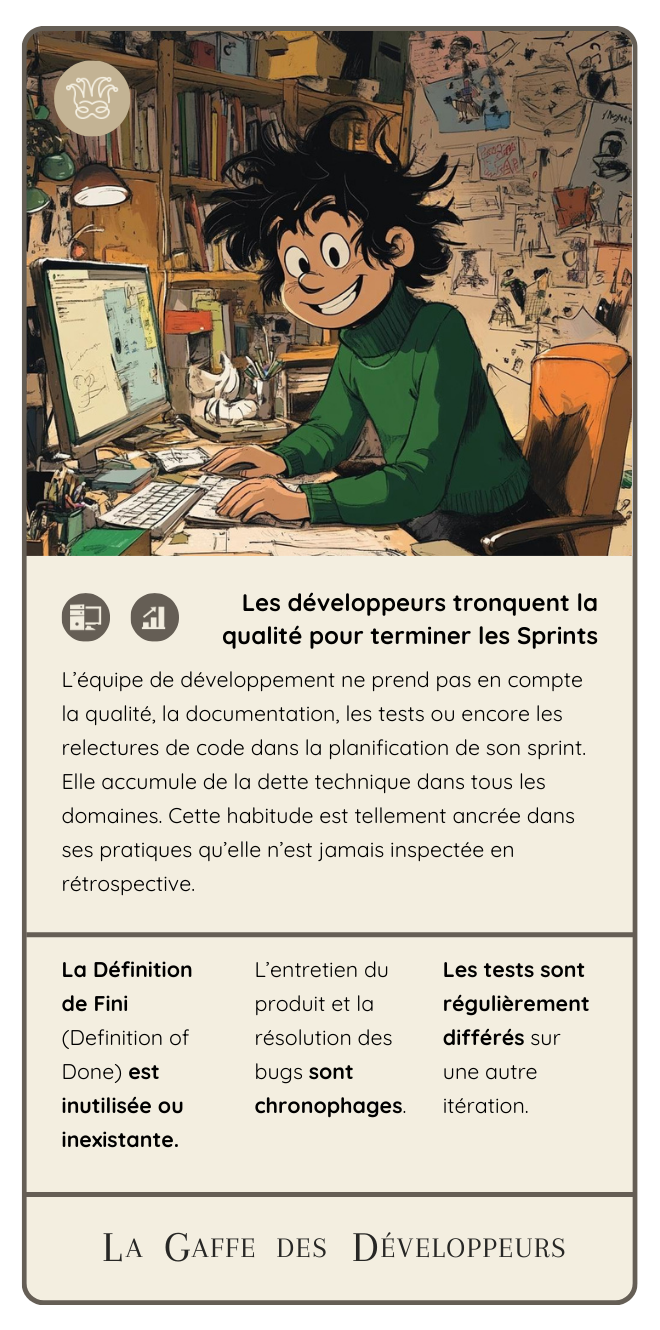 Les développeurs tronquent la
qualité pour terminer les Sprints
L’équipe de développement ne prend pas en compte
la qualité, la documentation, les tests ou encore les
relectures de code dans la planification de son sprint.
Elle accumule de la dette technique dans tous les
domaines. Cette habitude est tellement ancrée dans
ses pratiques qu’elle n’est jamais inspectée en
rétrospective.
La Définition
de Fini
(Definition of
Done) est
inutilisée ou
inexistante.
L’entretien du
produit et la
résolution des
bugs sont
chronophages.
Les tests sont
régulièrement
différés sur
une autre
itération.
La Gaffe des Développeurs